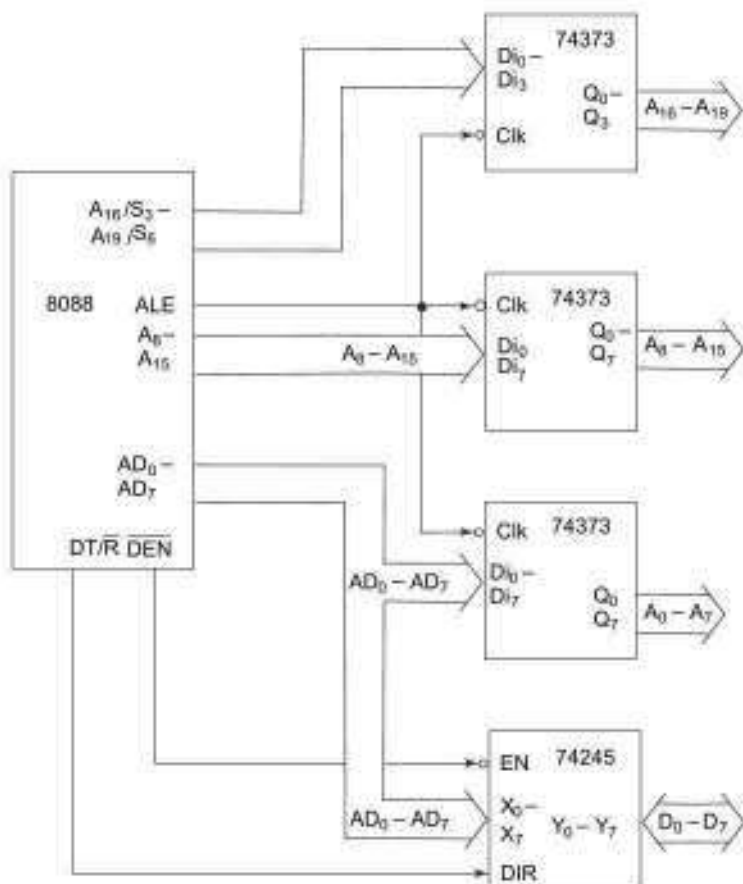 74373
Di₀ –
Di₃
Q₀ –
Q₃
A₁₆ – A₁₉
Clk
A₁₆/S₃ –
A₁₉/S₆
8088
ALE
A₈ –
A₁₅
A₈ – A₁₅
Clk
74373
Di₀
Di₇
Q₀ –
Q₇
A₈ – A₁₅
AD₀ –
AD₇
DT/R̅ D̅E̅N̅
Clk
74373
AD₀ – AD₇
Di₀ –
Di₇
Q₀
Q₇
A₀ – A₇
EN
74245
AD₀ – AD₇
X₀ –
X₇
Y₀ – Y₇
D₀ – D₇
DIR